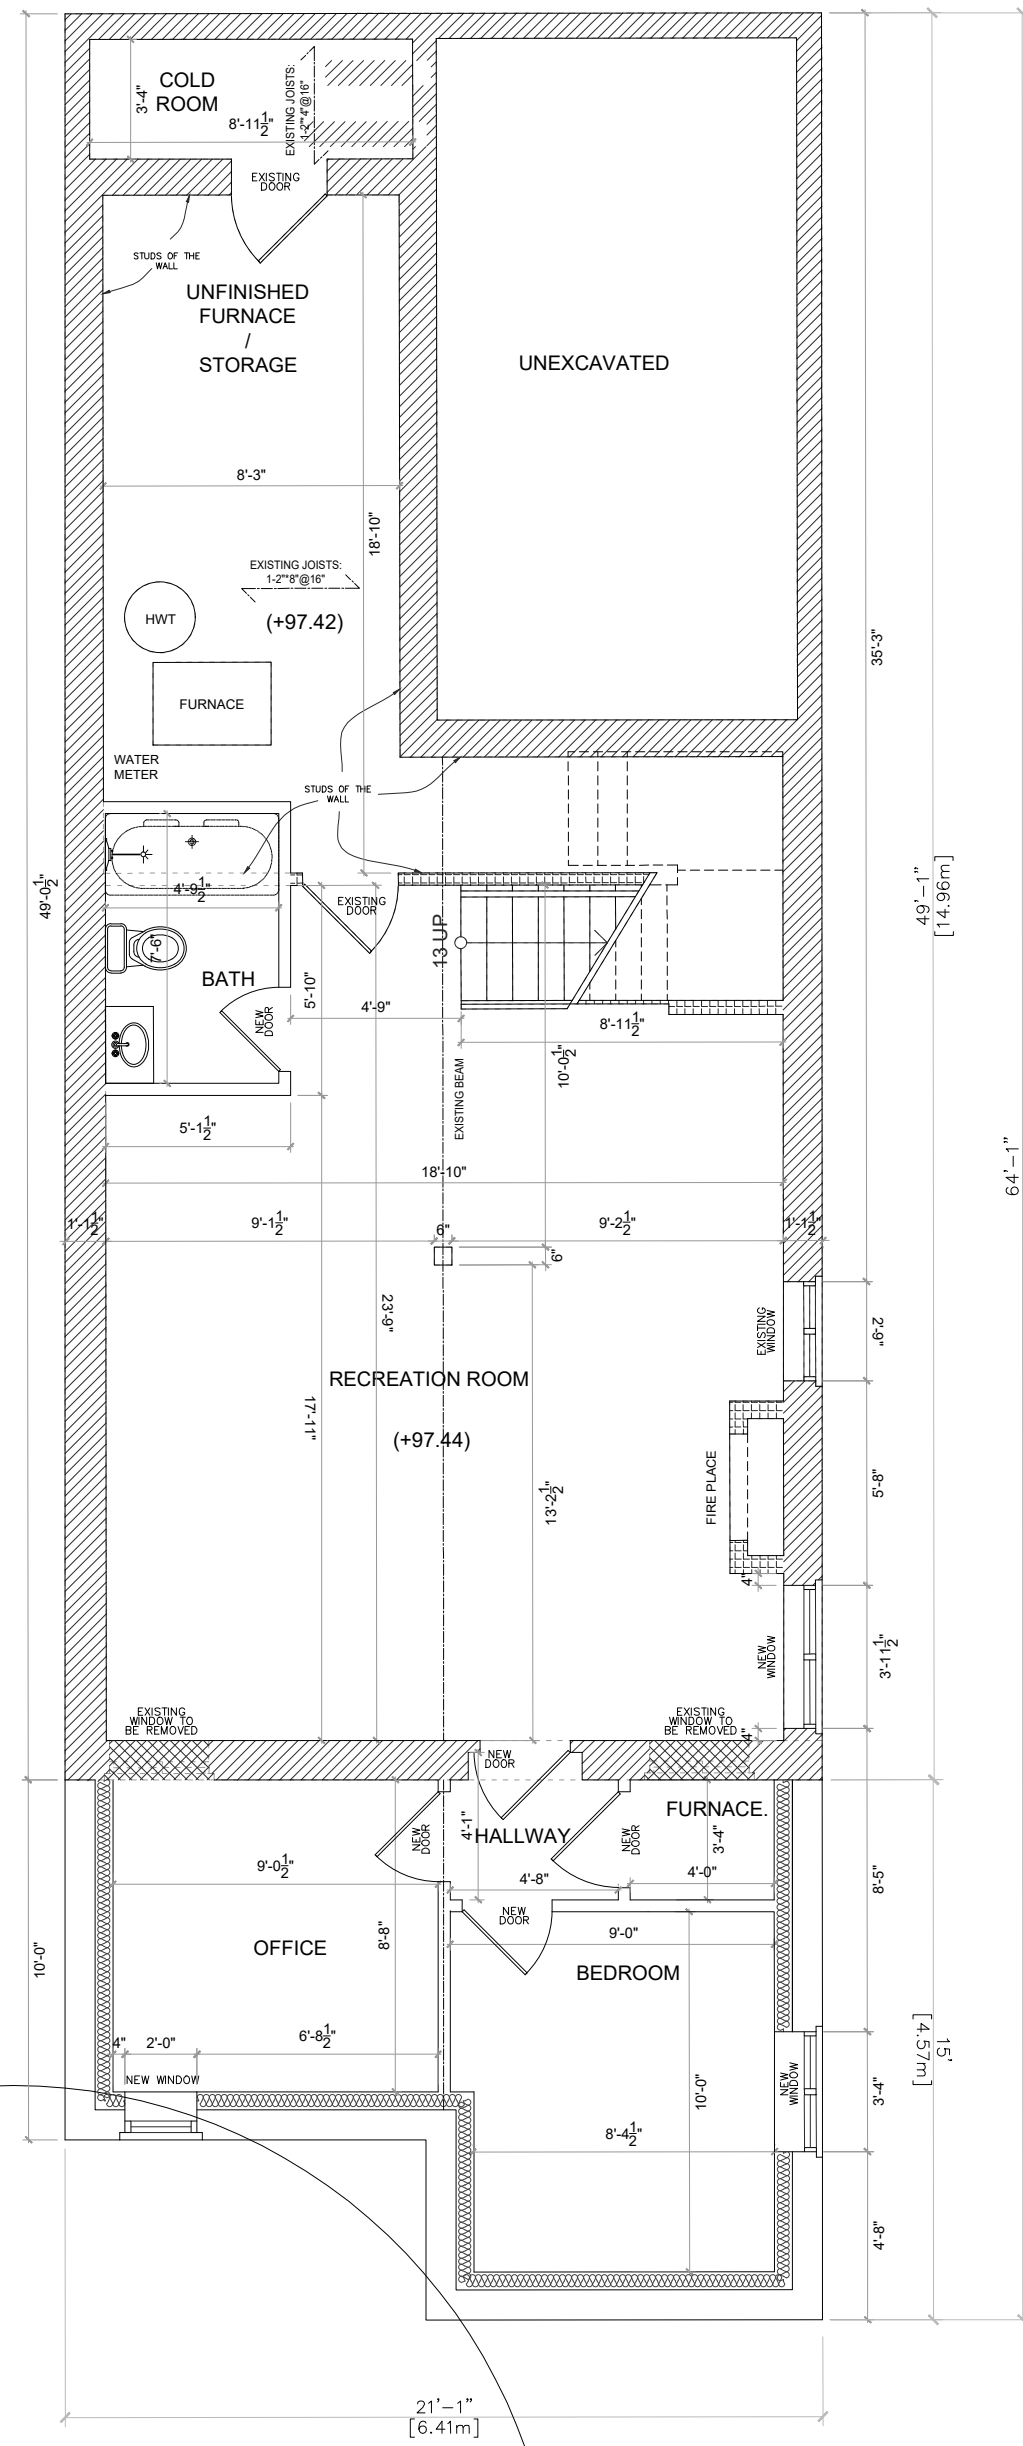 COLD
ROOM
3'-4"
8'-11½"
EXISTING JOISTS:
1-2"*4"@16"
EXISTING
DOOR
STUDS OF THE
WALL
UNFINISHED
FURNACE
/
STORAGE
UNEXCAVATED
8'-3"
18'-10"
EXISTING JOISTS:
1-2"*8"@16"
(+97.42)
HWT
FURNACE
WATER
METER
STUDS OF THE
WALL
35'-3"
49'-0½"
49'-1"
[14.96m]
64'-1"
4'-9½"
EXISTING
DOOR
7'-6"
BATH
NEW
DOOR
5'-10"
4'-9"
13 UP
8'-11½"
10'-0½"
EXISTING BEAM
5'-1½"
18'-10"
1'-1½"
9'-1½"
6"
9'-2½"
1'-1½"
6"
23'-9"
EXISTING
WINDOW
2'-9"
RECREATION ROOM
(+97.44)
17'-11"
13'-2½"
FIRE PLACE
5'-8"
4"
NEW
WINDOW
3'-11½"
EXISTING
WINDOW TO
BE REMOVED
EXISTING
WINDOW TO
BE REMOVED
4"
NEW
DOOR
FURNACE.
4'-1"
HALLWAY
NEW
DOOR
NEW
DOOR
3'-4"
9'-0½"
4'-8"
4'-0"
8'-5"
NEW
DOOR
OFFICE
8'-8"
9'-0"
BEDROOM
10'-0"
15'
[4.57m]
4"
2'-0"
6'-8½"
NEW WINDOW
NEW
WINDOW
3'-4"
10'-0"
8'-4½"
4'-8"
21'-1"
[6.41m]